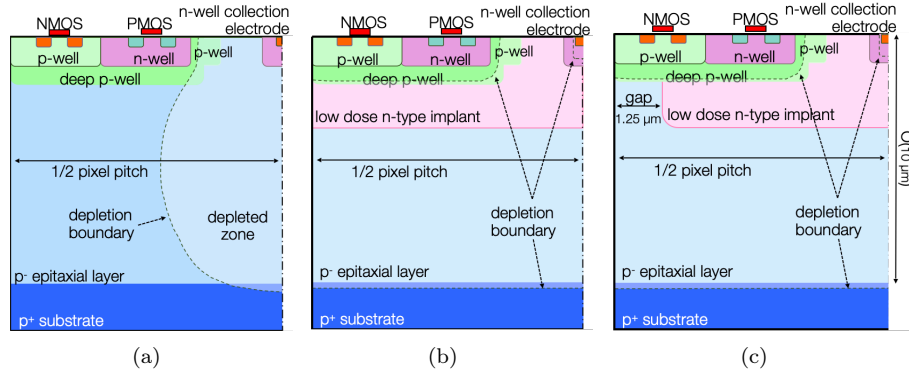 NMOS PMOS n-well collection electrode
p-well n-well p-well
deep p-well
1/2 pixel pitch
depletion boundary
depleted zone
p- epitaxial layer
p+ substrate
(a)
NMOS PMOS n-well collection electrode
p-well n-well p-well
deep p-well
low dose n-type implant
1/2 pixel pitch
depletion boundary
p- epitaxial layer
p+ substrate
(b)
NMOS PMOS n-well collection electrode
p-well n-well p-well
deep p-well
gap
1.25 µm
low dose n-type implant
1/2 pixel pitch
depletion boundary
p- epitaxial layer
p+ substrate
O(10 µm)
(c)